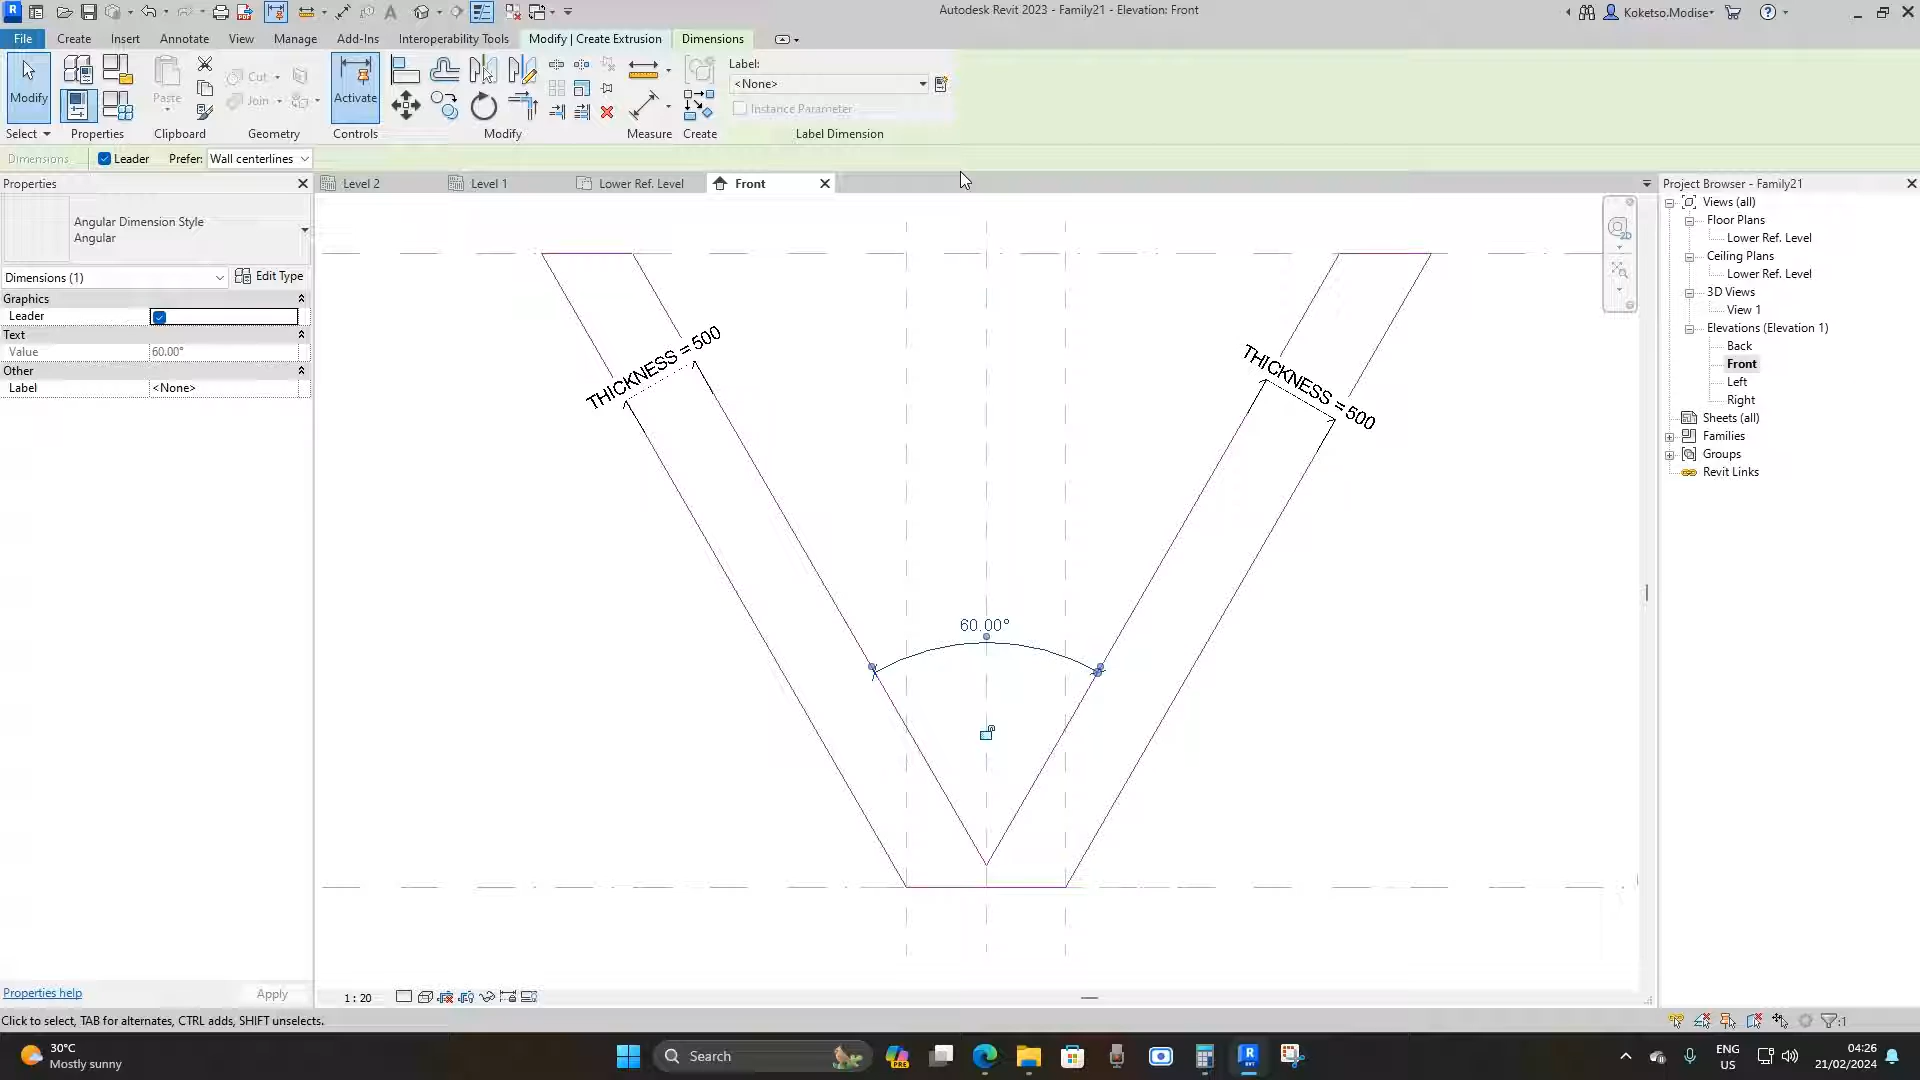 Autodesk Revit 2023 - Family21 - Elevation: Front
Koketso.Modise
File Create Insert Annotate View Manage Add-Ins Interoperability Tools Modify | Create Extrusion Dimensions
Modify
Paste
Cut
Join
Activate
Label:
<None>
Instance Parameter
Select Properties Clipboard Geometry Controls Modify Measure Create Label Dimension
Dimensions Leader Prefer: Wall centerlines
Properties
Level 2 Level 1 Lower Ref. Level Front
Project Browser - Family21
Angular Dimension Style
Angular
Dimensions (1) Edit Type
Graphics
Leader
Text
Value 60.00°
Other
Label <None>
Properties help Apply
THICKNESS = 500
THICKNESS = 500
60.00°
Views (all)
Floor Plans
Lower Ref. Level
Ceiling Plans
Lower Ref. Level
3D Views
View 1
Elevations (Elevation 1)
Back
Front
Left
Right
Sheets (all)
Families
Groups
Revit Links
1 : 20
Click to select, TAB for alternates, CTRL adds, SHIFT unselects.
:1
30°C
Mostly sunny
Search
PRE
ENG
US
04:26
21/02/2024